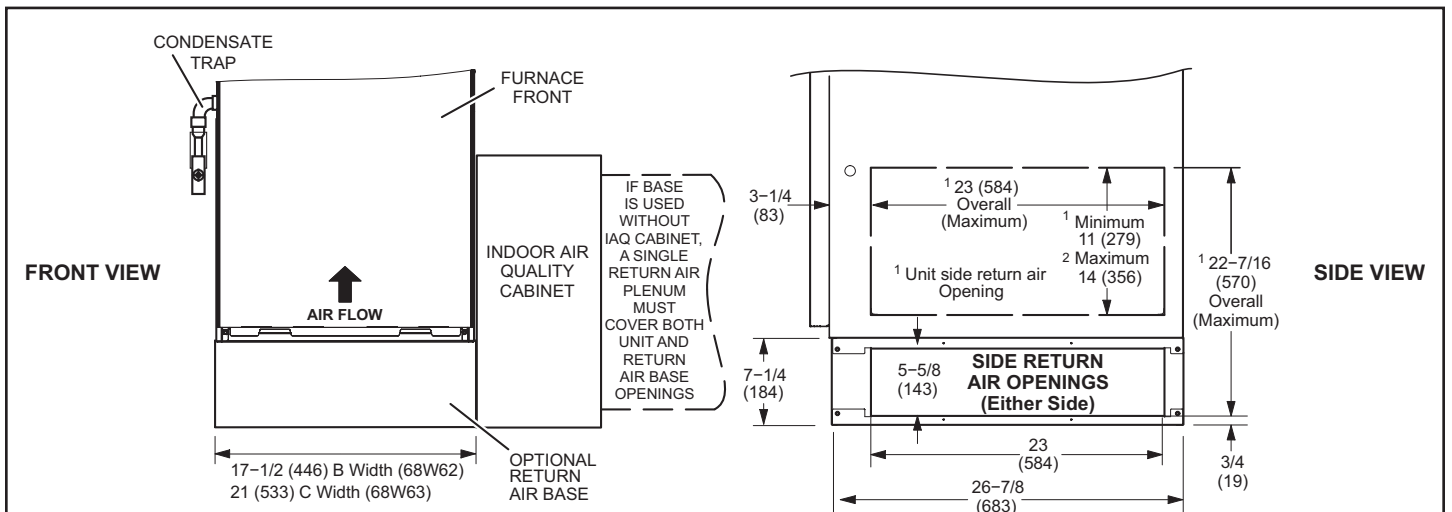 CONDENSATE
TRAP
FURNACE
FRONT
FRONT VIEW
AIR FLOW
INDOOR AIR
QUALITY
CABINET
IF BASE
IS USED
WITHOUT
IAQ CABINET,
A SINGLE
RETURN AIR
PLENUM
MUST
COVER BOTH
UNIT AND
RETURN
AIR BASE
OPENINGS
17−1/2 (446) B Width (68W62)
21 (533) C Width (68W63)
OPTIONAL
RETURN
AIR BASE
3−1/4
(83)
1 23 (584)
Overall
(Maximum)
1 Minimum
11 (279)
2 Maximum
14 (356)
1 Unit side return air
Opening
1 22−7/16
(570)
Overall
(Maximum)
SIDE VIEW
7−1/4
(184)
5−5/8
(143)
SIDE RETURN
AIR OPENINGS
(Either Side)
23
(584)
3/4
(19)
26−7/8
(683)